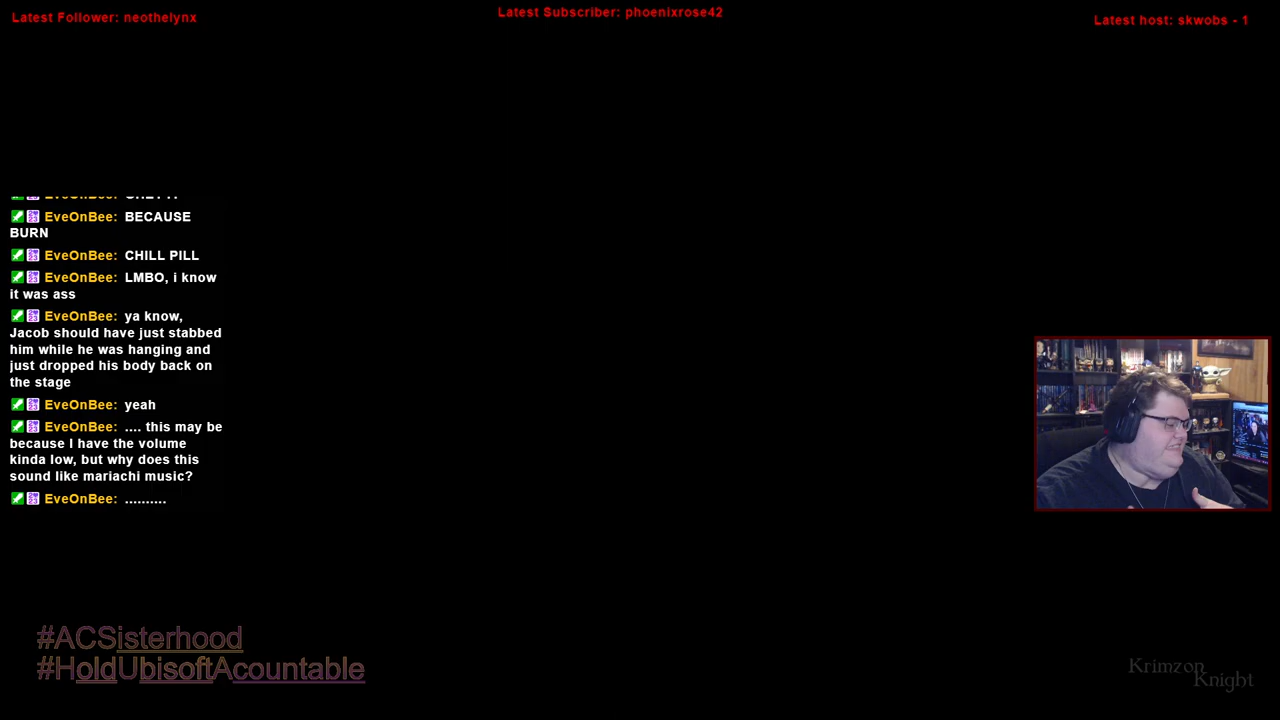 Latest Follower: neothelynx
Latest Subscriber: phoenixrose42
Latest host: skwobs - 1
EveOnBee: BECAUSE
BURN
EveOnBee: CHILL PILL
EveOnBee: LMBO, i know
it was ass
EveOnBee: ya know,
Jacob should have just stabbed
him while he was hanging and
just dropped his body back on
the stage
EveOnBee: yeah
EveOnBee: .... this may be
because I have the volume
kinda low, but why does this
sound like mariachi music?
EveOnBee: ..........
#ACSisterhood
#HoldUbisoftAcountable
Krimzon
Knight